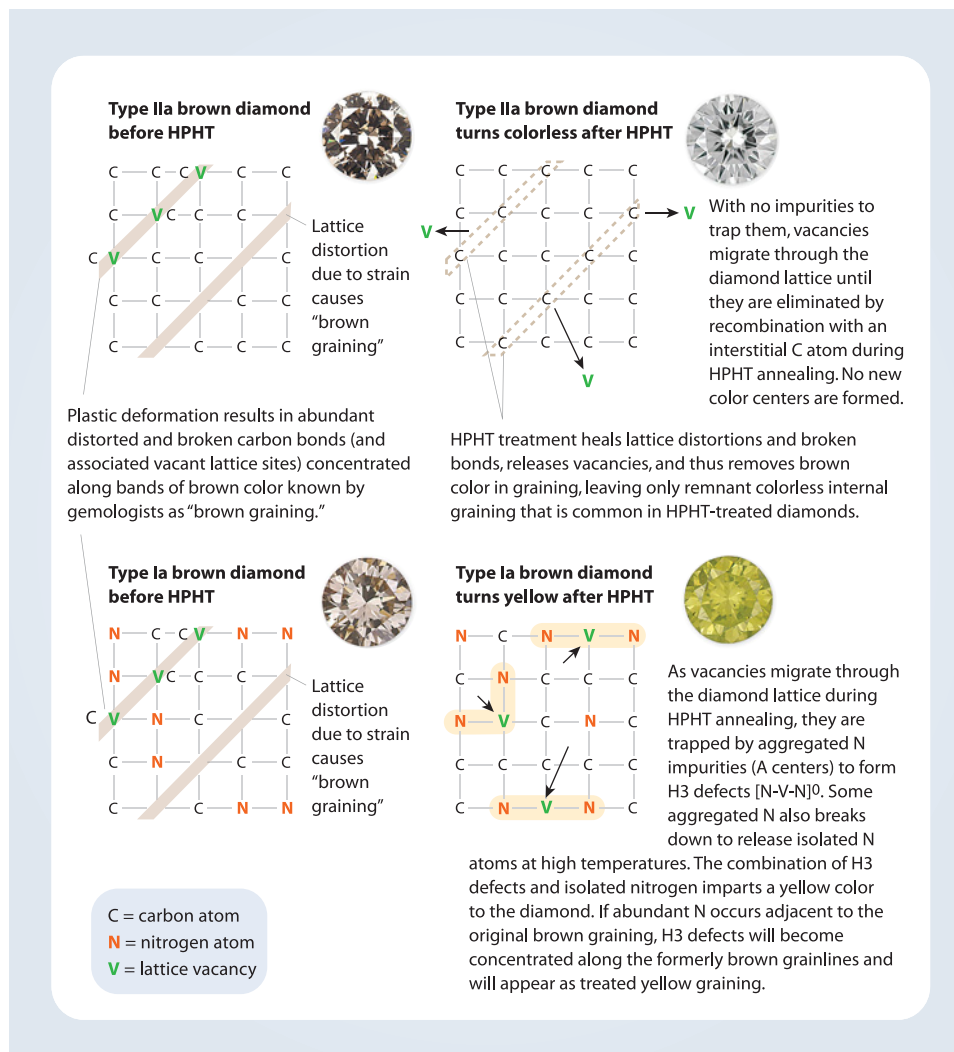 Type IIa brown diamond
before HPHT
C C C V C C
V C C C C
C V C C C C
C C C C C
C C C C C
Lattice
distortion
due to strain
causes
“brown
graining”
Type IIa brown diamond
turns colorless after HPHT
C C C C C
C C C C C V
V
C C C C C
C C C C C
C C C C C
V
With no impurities to
trap them, vacancies
migrate through the
diamond lattice until
they are eliminated by
recombination with an
interstitial C atom during
HPHT annealing. No new
color centers are formed.
Plastic deformation results in abundant
distorted and broken carbon bonds (and
associated vacant lattice sites) concentrated
along bands of brown color known by
gemologists as “brown graining.”
HPHT treatment heals lattice distortions and broken
bonds, releases vacancies, and thus removes brown
color in graining, leaving only remnant colorless internal
graining that is common in HPHT-treated diamonds.
Type Ia brown diamond
before HPHT
N C C V N N
N V C C C C
C V N C C C
C N C C C
C C C N N
Lattice
distortion
due to strain
causes
“brown
graining”
Type Ia brown diamond
turns yellow after HPHT
N C N V N
C N C C C
N V C N C
C C C C C
C N V N C
As vacancies migrate through
the diamond lattice during
HPHT annealing, they are
trapped by aggregated N
impurities (A centers) to form
H3 defects [N-V-N]⁰. Some
aggregated N also breaks
down to release isolated N
atoms at high temperatures. The combination of H3
defects and isolated nitrogen imparts a yellow color
to the diamond. If abundant N occurs adjacent to the
original brown graining, H3 defects will become
concentrated along the formerly brown grainlines and
will appear as treated yellow graining.
C = carbon atom
N = nitrogen atom
V = lattice vacancy